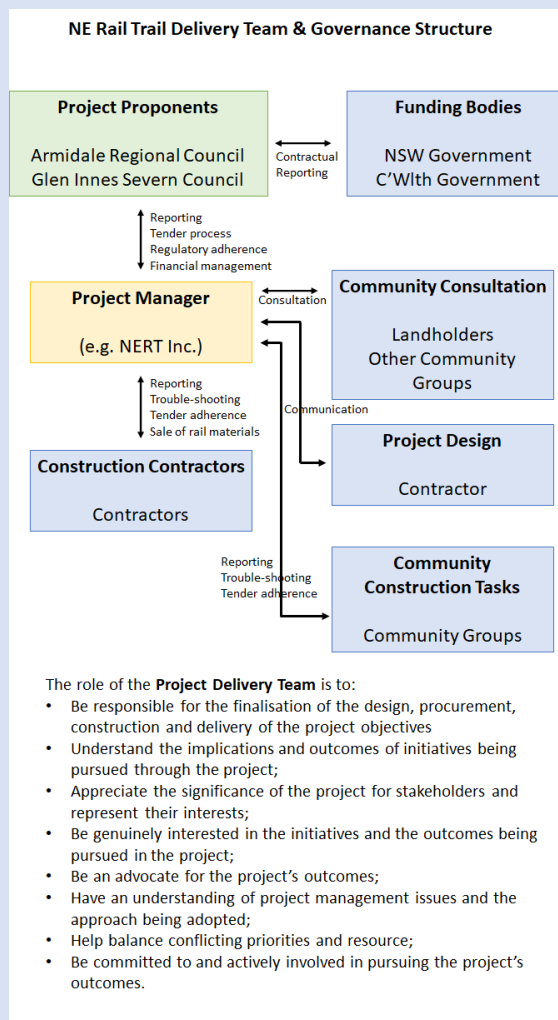 NE Rail Trail Delivery Team & Governance Structure
Project Proponents
Armidale Regional Council
Glen Innes Severn Council
Contractual
Reporting
Funding Bodies
NSW Government
C'Wlth Government
Reporting
Tender process
Regulatory adherence
Financial management
Project Manager
(e.g. NERT Inc.)
Consultation
Community Consultation
Landholders
Other Community
Groups
Reporting
Trouble-shooting
Tender adherence
Sale of rail materials
Communication
Construction Contractors
Contractors
Project Design
Contractor
Reporting
Trouble-shooting
Tender adherence
Community
Construction Tasks
Community Groups
The role of the Project Delivery Team is to:
• Be responsible for the finalisation of the design, procurement,
construction and delivery of the project objectives
• Understand the implications and outcomes of initiatives being
pursued through the project;
• Appreciate the significance of the project for stakeholders and
represent their interests;
• Be genuinely interested in the initiatives and the outcomes being
pursued in the project;
• Be an advocate for the project's outcomes;
• Have an understanding of project management issues and the
approach being adopted;
• Help balance conflicting priorities and resource;
• Be committed to and actively involved in pursuing the project's
outcomes.